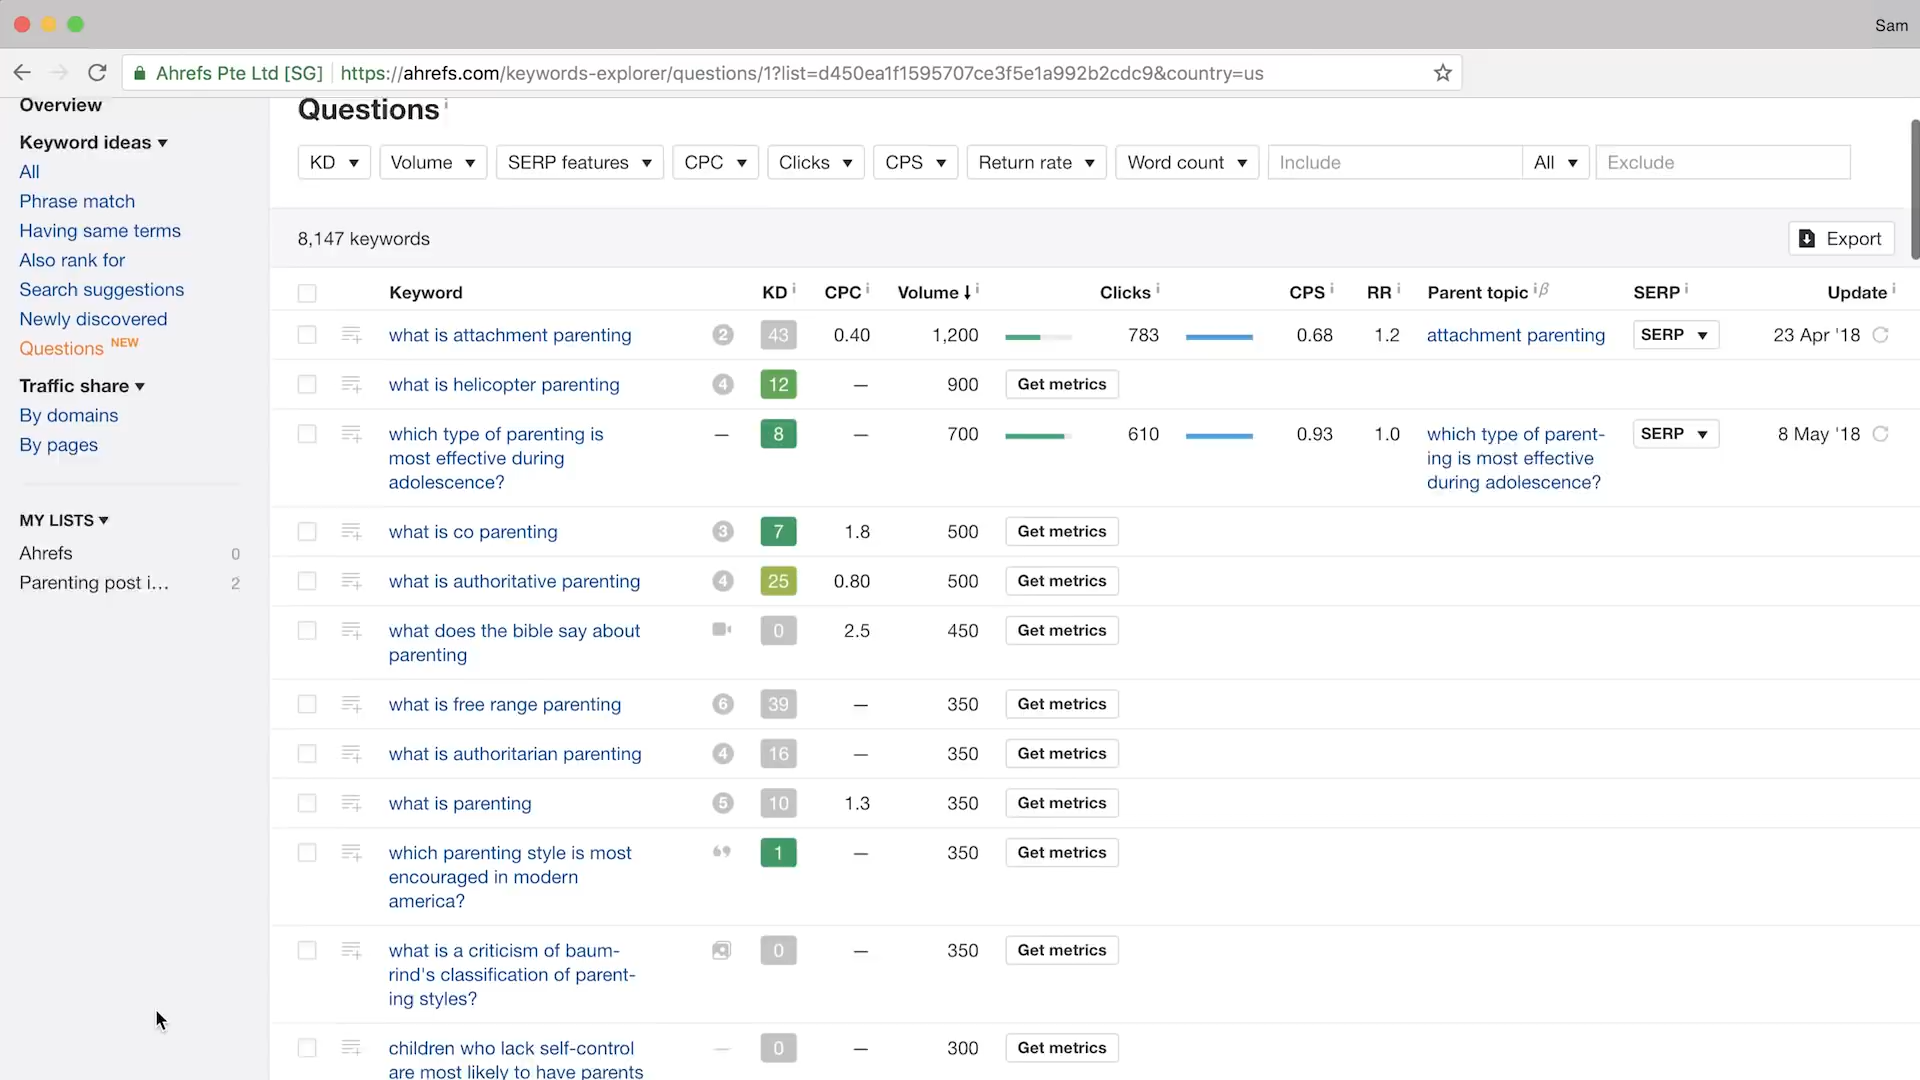 Sam
Ahrefs Pte Ltd [SG] https://ahrefs.com/keywords-explorer/questions/1?list=d450ea1f1595707ce3f5e1a992b2cdc9&country=us
Overview
Keyword ideas
All
Phrase match
Having same terms
Also rank for
Search suggestions
Newly discovered
Questions NEW
Traffic share
By domains
By pages
MY LISTS
Ahrefs 0
Parenting post i... 2
Questions i
KD Volume SERP features CPC Clicks CPS Return rate Word count Include All Exclude
8,147 keywords Export
Keyword KD i CPC i Volume i Clicks i CPS i RR i Parent topic i β SERP i Update i
what is attachment parenting 2 43 0.40 1,200 783 0.68 1.2 attachment parenting SERP 23 Apr '18
what is helicopter parenting 4 12 — 900 Get metrics
which type of parenting is — 8 — 700 610 0.93 1.0 which type of parent- SERP 8 May '18
most effective during ing is most effective
adolescence? during adolescence?
what is co parenting 3 7 1.8 500 Get metrics
what is authoritative parenting 4 25 0.80 500 Get metrics
what does the bible say about 0 2.5 450 Get metrics
parenting
what is free range parenting 6 39 — 350 Get metrics
what is authoritarian parenting 4 16 — 350 Get metrics
what is parenting 5 10 1.3 350 Get metrics
which parenting style is most 1 — 350 Get metrics
encouraged in modern
america?
what is a criticism of baum- 0 — 350 Get metrics
rind's classification of parent-
ing styles?
children who lack self-control — 0 — 300 Get metrics
are most likely to have parents